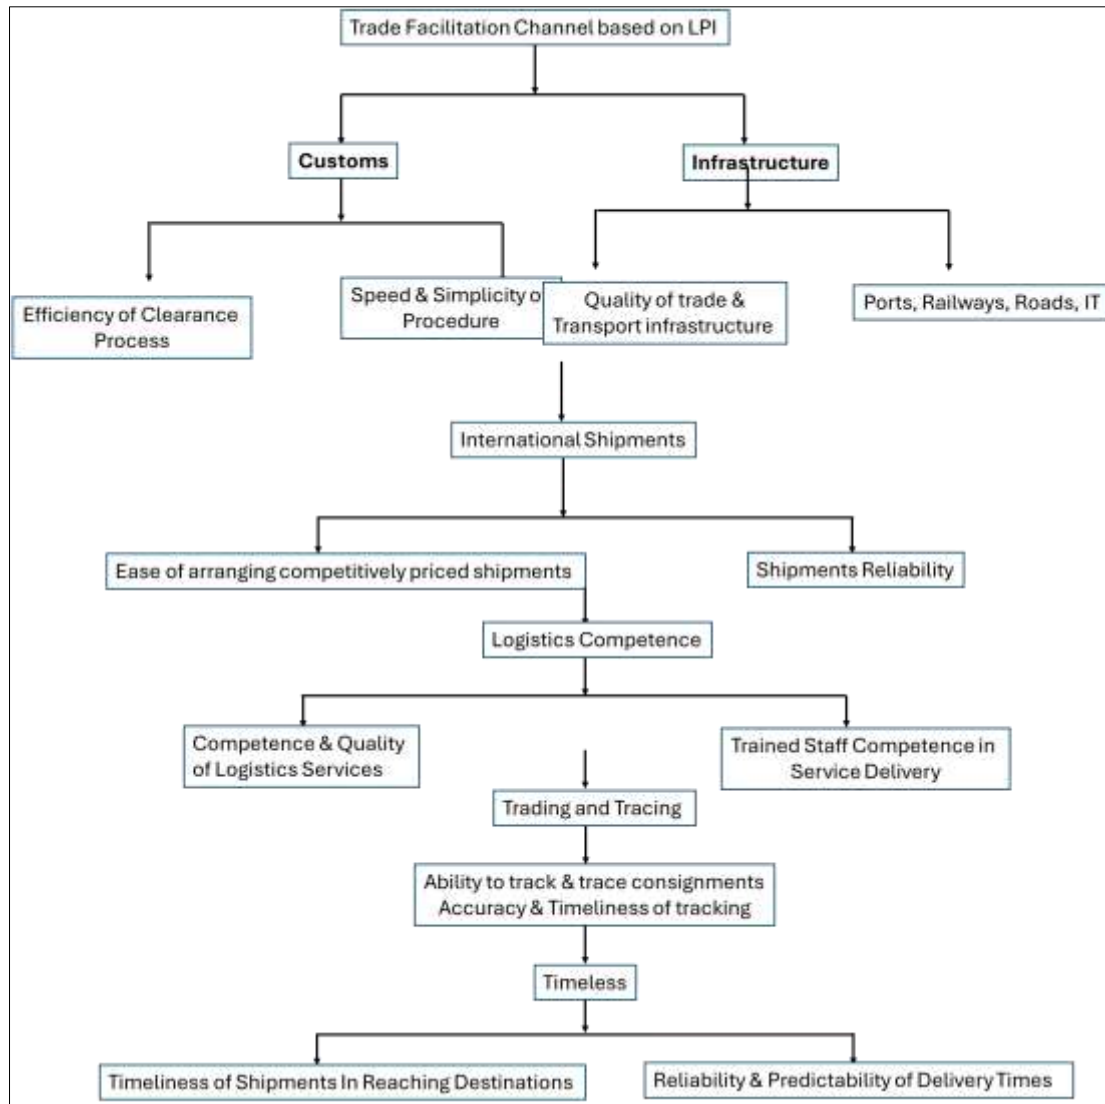 Trade Facilitation Channel based on LPI
Customs
Infrastructure
Efficiency of Clearance
Process
Speed & Simplicity o
Procedure
Quality of trade &
Transport infrastructure
Ports, Railways, Roads, IT
International Shipments
Ease of arranging competitively priced shipments
Shipments Reliability
Logistics Competence
Competence & Quality
of Logistics Services
Trained Staff Competence in
Service Delivery
Trading and Tracing
Ability to track & trace consignments
Accuracy & Timeliness of tracking
Timeless
Timeliness of Shipments In Reaching Destinations
Reliability & Predictability of Delivery Times